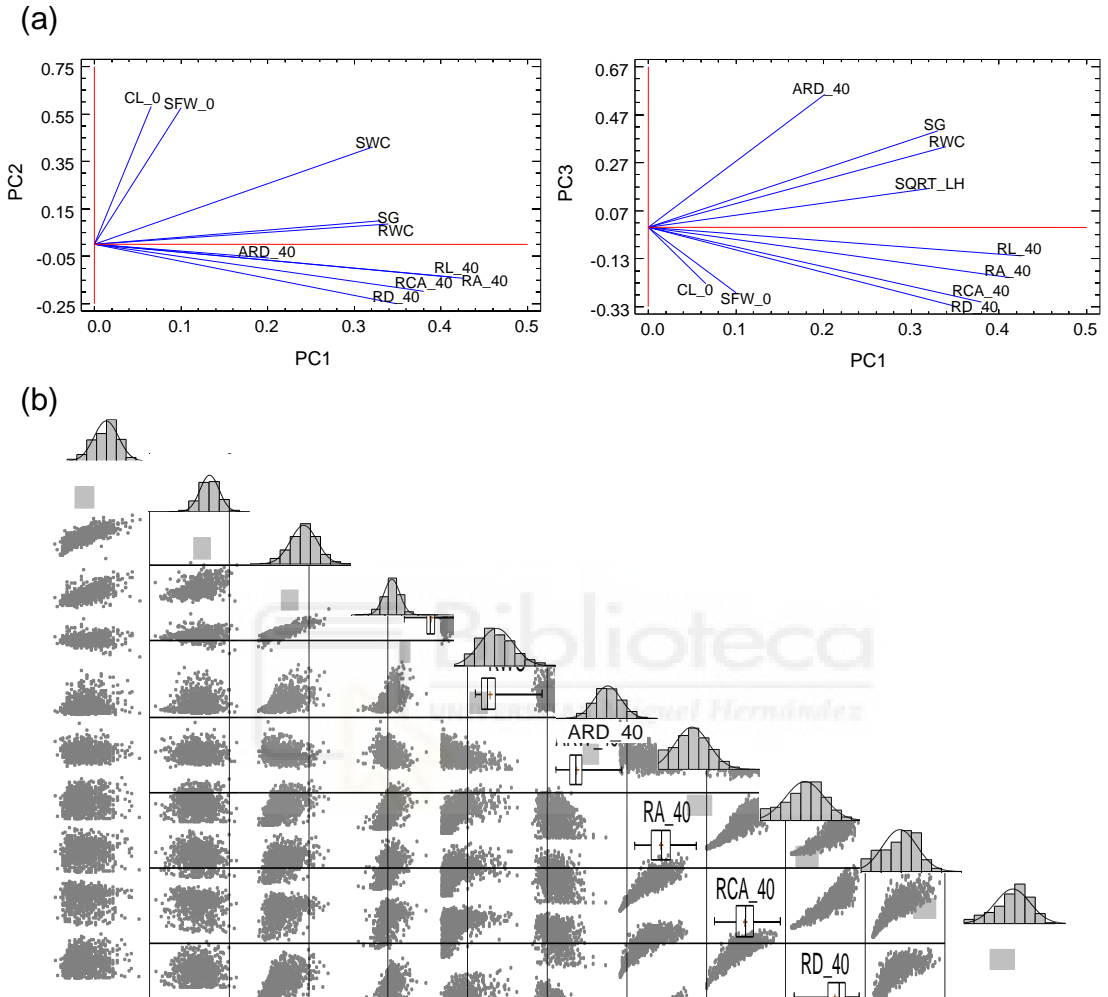 (a)
0.75
0.55
0.35
0.15
-0.05
-0.25
PC2
CL_0
SFW_0
SWC
SG
RWC
ARD_40
RL_40
RA_40
RCA_40
RD_40
0.0
0.1
0.2
0.3
0.4
0.5
PC1
0.67
0.47
0.27
0.07
-0.13
-0.33
PC3
ARD_40
SG
RWC
SQRT_LH
RL_40
RA_40
RCA_40
RD_40
CL_0
SFW_0
0.0
0.1
0.2
0.3
0.4
0.5
PC1
(b)
Biblioteca
Miguel Hernández
ARD_40
RA_40
RCA_40
RD_40